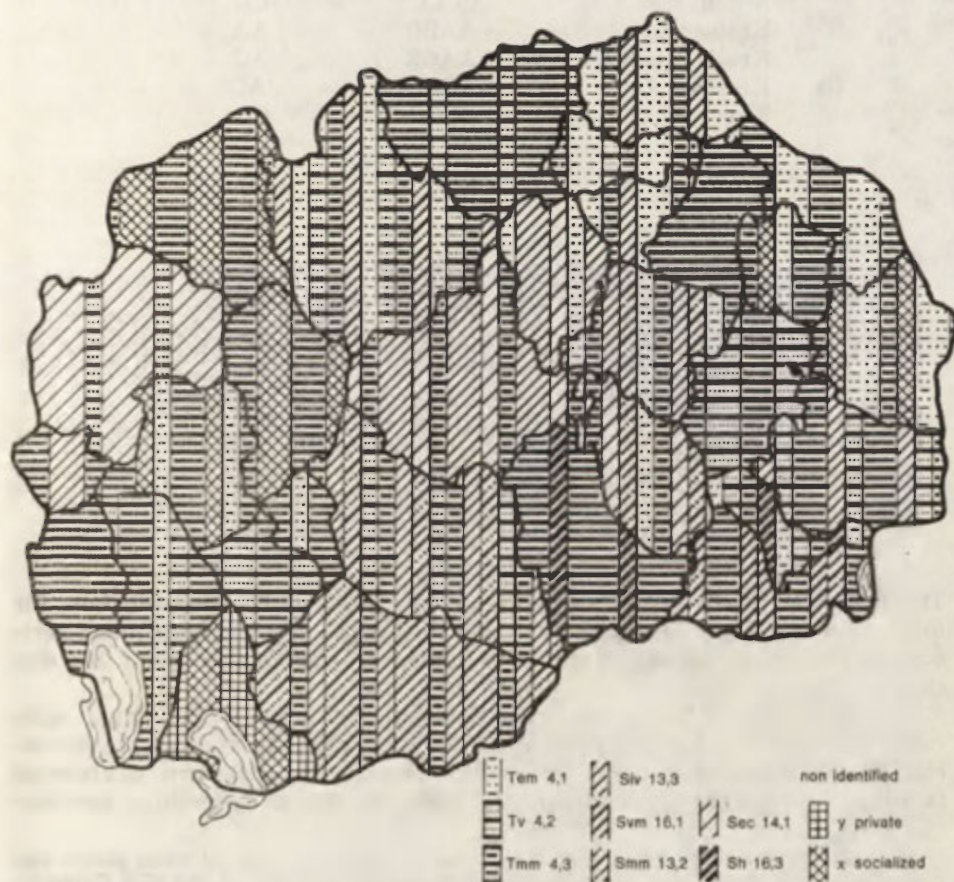 Tem 4,1 Slv 13,3 non identified
Tv 4,2 Svm 16,1 Sec 14,1 y private
Tmm 4,3 Smm 13,2 Sh 16,3 x socialized